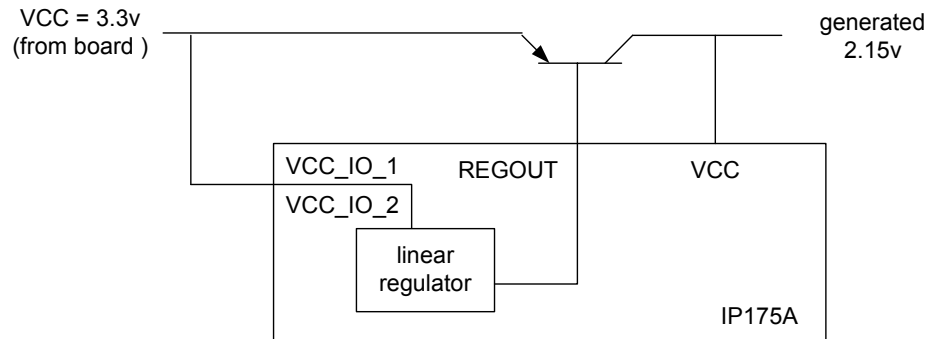 VCC = 3.3v
(from board )
generated
2.15v
VCC_IO_1
REGOUT
VCC
VCC_IO_2
linear
regulator
IP175A